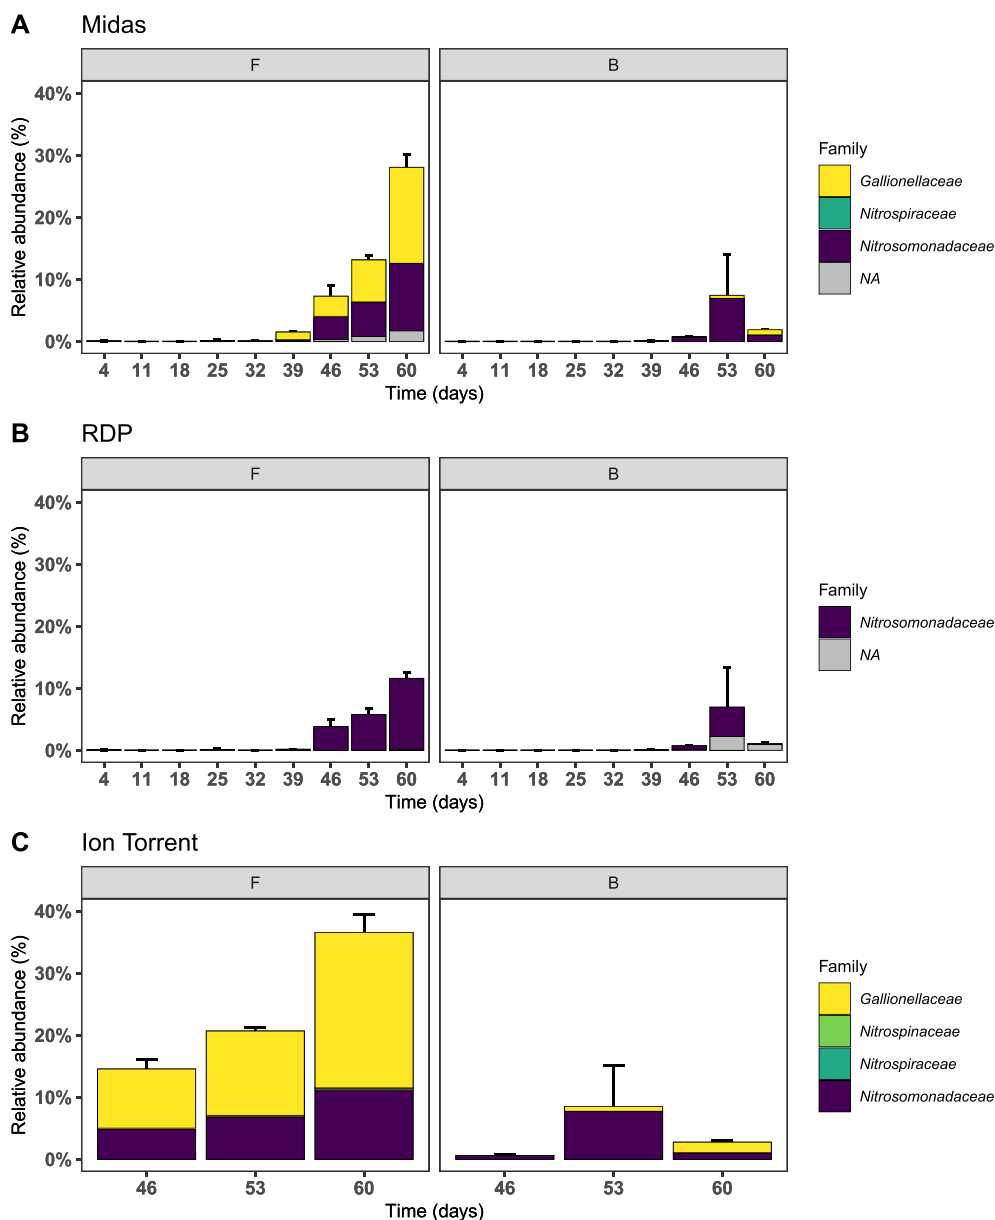 A Midas
F B
Relative abundance (%)
40%
30%
20%
10%
0%
4 11 18 25 32 39 46 53 60 4 11 18 25 32 39 46 53 60
Time (days)
Family
Gallionellaceae
Nitrospiraceae
Nitrosomonadaceae
NA
B RDP
F B
Relative abundance (%)
40%
30%
20%
10%
0%
4 11 18 25 32 39 46 53 60 4 11 18 25 32 39 46 53 60
Time (days)
Family
Nitrosomonadaceae
NA
C Ion Torrent
F B
Relative abundance (%)
40%
30%
20%
10%
0%
46 53 60 46 53 60
Time (days)
Family
Gallionellaceae
Nitrospinaceae
Nitrospiraceae
Nitrosomonadaceae